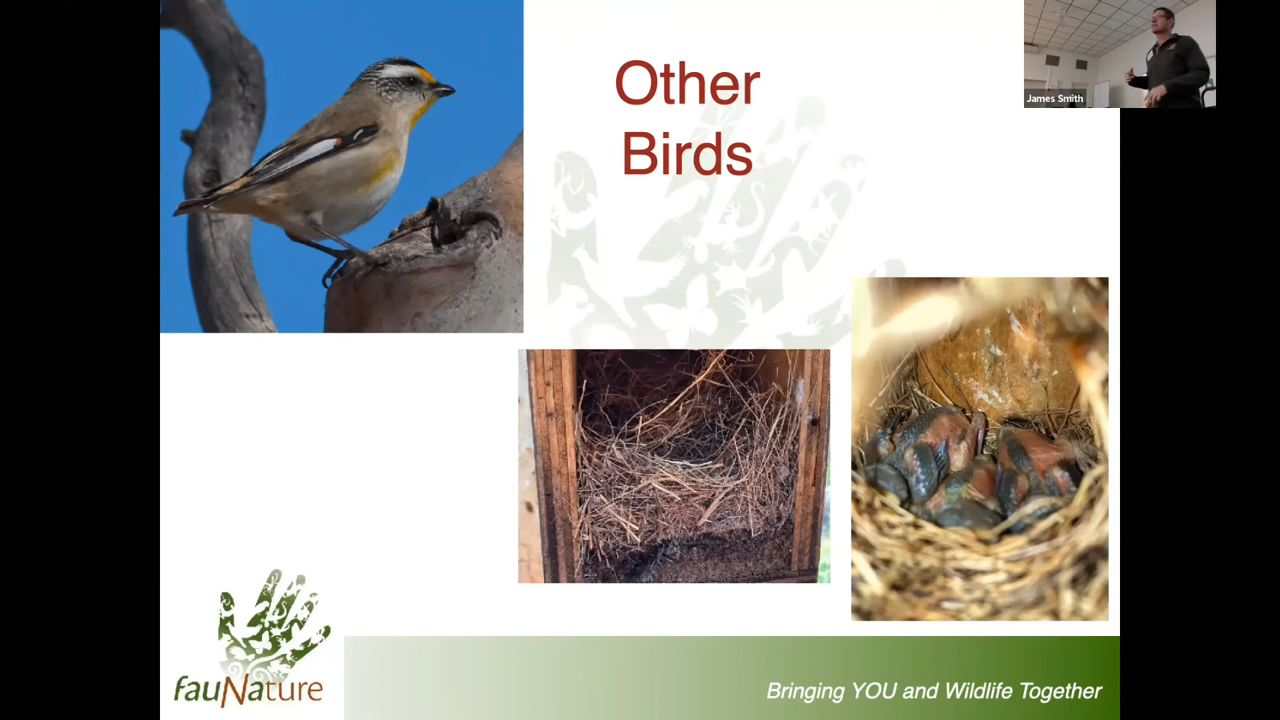 Other
Birds
James Smith
fauNature
Bringing YOU and Wildlife Together